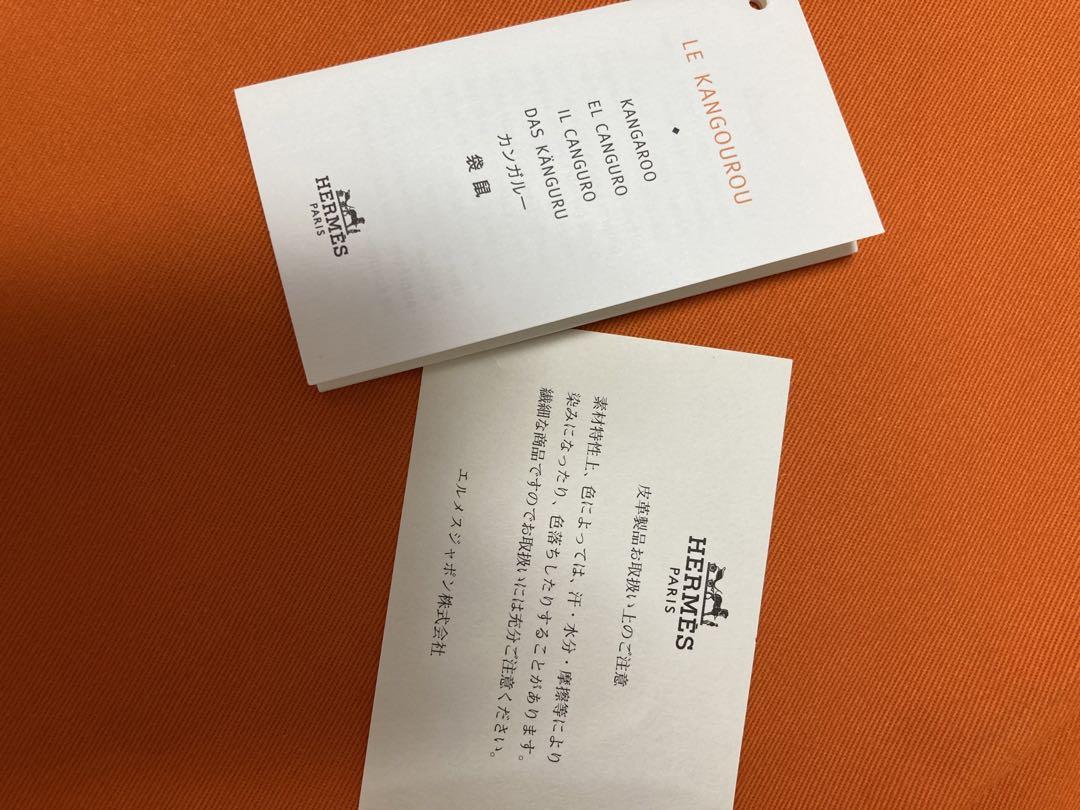 LE KANGOUROU
KANGAROO
EL CANGURO
IL CANGURO
DAS KÄNGURU
カンガルー
袋鼠
HERMÈS
PARIS
HERMÈS
PARIS
皮革製品お取扱い上のご注意
素材特性上、色によっては、汗・水分・摩擦等により
染みになったり、色落ちしたりすることがあります。
繊細な商品ですのでお取扱いには充分ご注意ください。
エルメスジャポン株式会社